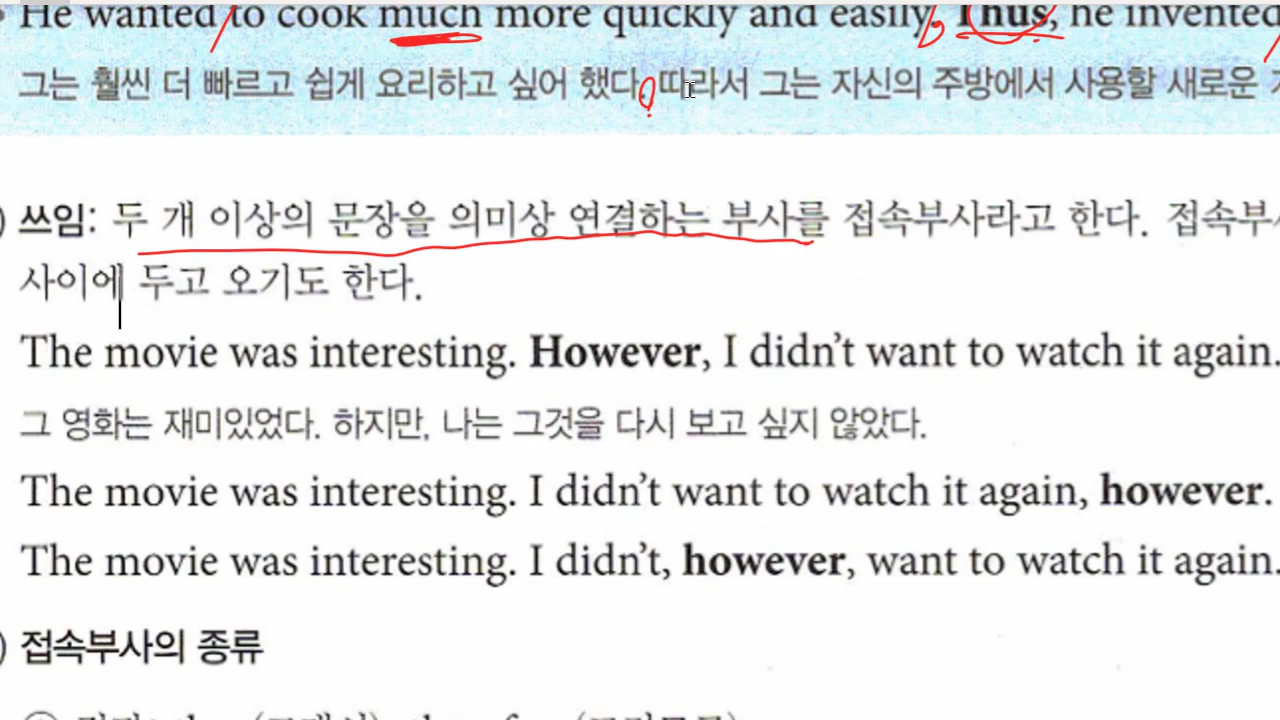 He wanted to cook much more quickly and easily. Thus, he invented
그는 훨씬 더 빠르고 쉽게 요리하고 싶어 했다. 따라서 그는 자신의 주방에서 사용할 새로운
) 쓰임: 두 개 이상의 문장을 의미상 연결하는 부사를 접속부사라고 한다. 접속부
사이에 두고 오기도 한다.
The movie was interesting. However, I didn't want to watch it again.
그 영화는 재미있었다. 하지만, 나는 그것을 다시 보고 싶지 않았다.
The movie was interesting. I didn't want to watch it again, however.
The movie was interesting. I didn't, however, want to watch it again.
) 접속부사의 종류